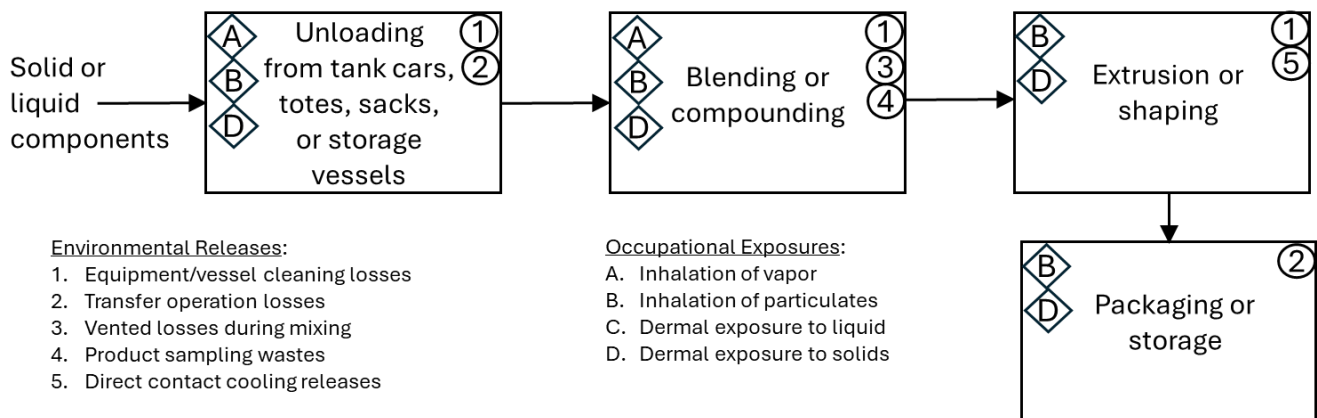 Solid or
liquid
components
A
B
D
Unloading
from tank cars,
totes, sacks,
or storage
vessels
1
2
A
B
D
Blending or
compounding
1
3
4
B
D
Extrusion or
shaping
1
5
Environmental Releases:
1. Equipment/vessel cleaning losses
2. Transfer operation losses
3. Vented losses during mixing
4. Product sampling wastes
5. Direct contact cooling releases
Occupational Exposures:
A. Inhalation of vapor
B. Inhalation of particulates
C. Dermal exposure to liquid
D. Dermal exposure to solids
B
D
Packaging or
storage
2